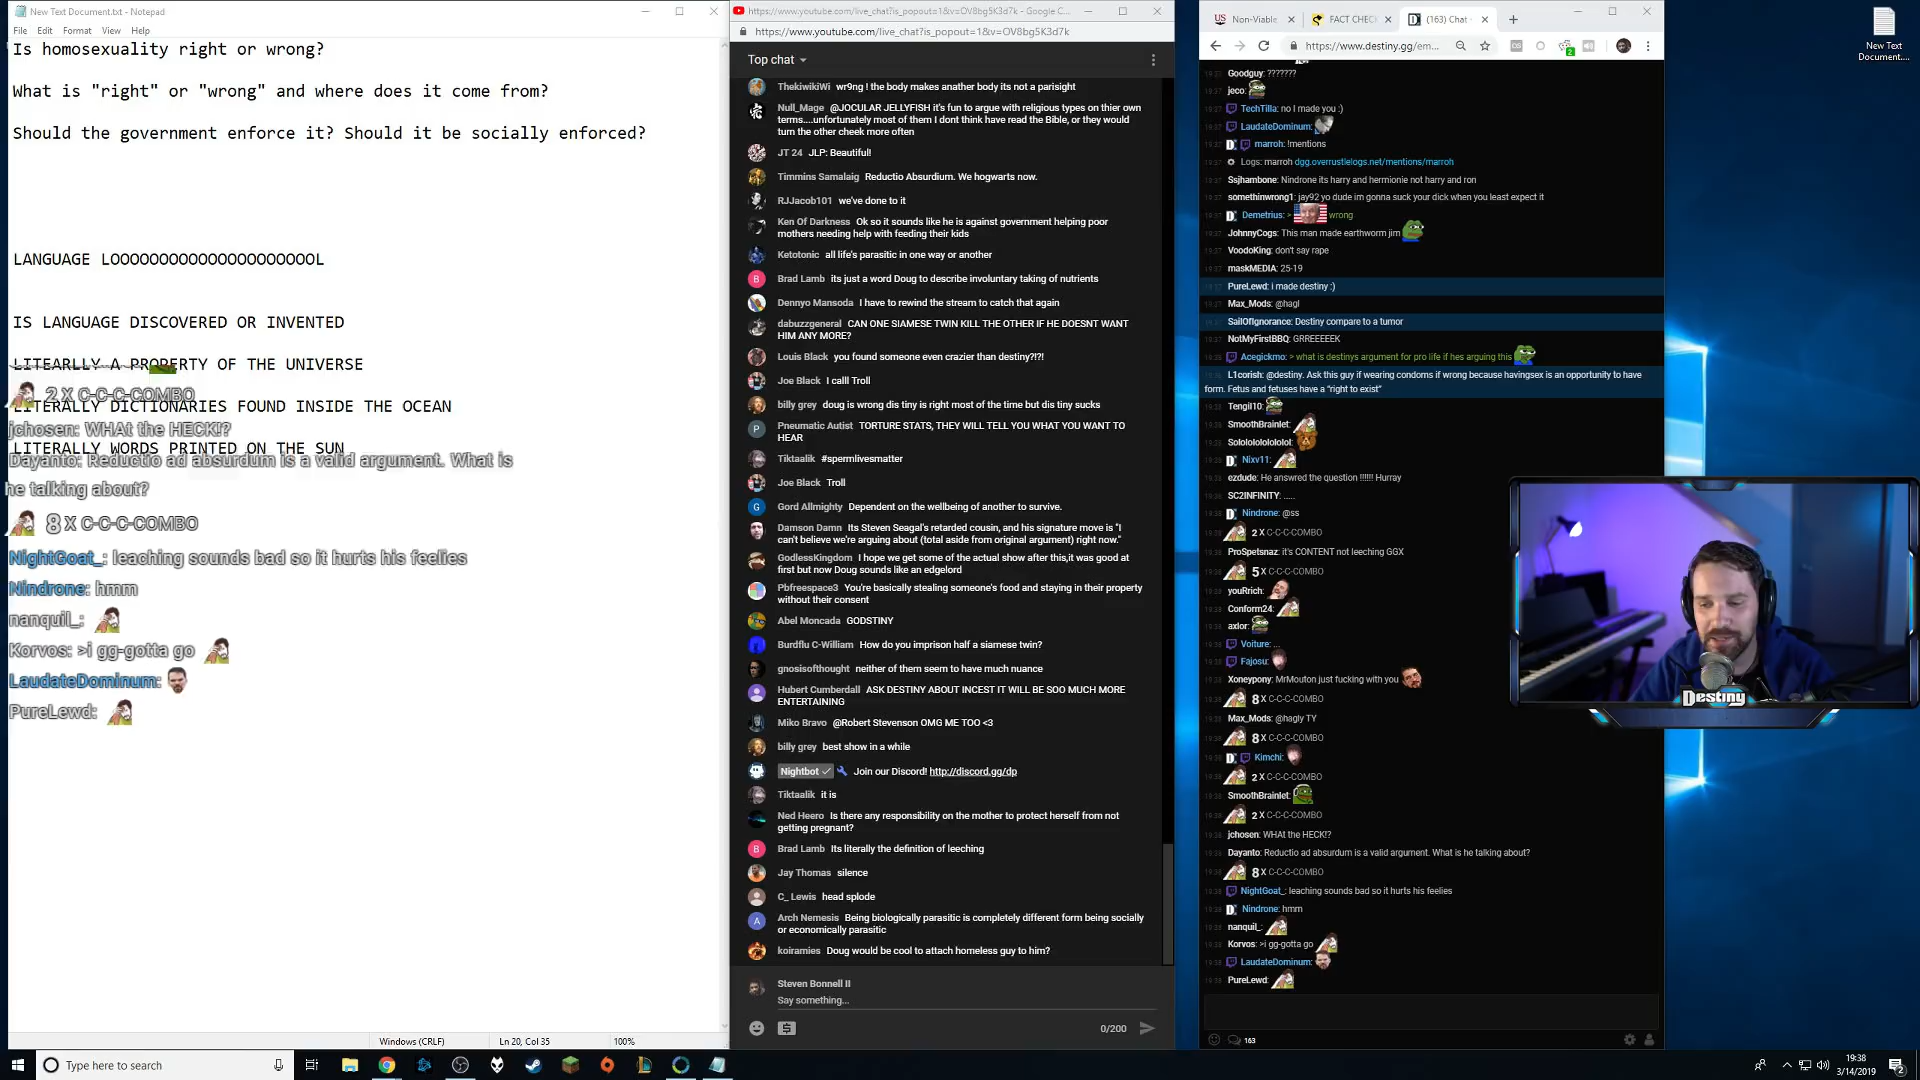 New Text Document.txt - Notepad
File Edit Format View Help
Is homosexuality right or wrong?
What is "right" or "wrong" and where does it come from?
Should the government enforce it? Should it be socially enforced?
LANGUAGE LOOOOOOOOOOOOOOOOOOOOOL
IS LANGUAGE DISCOVERED OR INVENTED
LITEARLLY A PROPERTY OF THE UNIVERSE
2 X C-C-C-COMBO
LITERALLY DICTIONARIES FOUND INSIDE THE OCEAN
jchosen: WHAt the HECK!?
LITERALLY WORDS PRINTED ON THE SUN
Dayanto: Reductio ad absurdum is a valid argument. What is
he talking about?
8 X C-C-C-COMBO
NightGoat_: leaching sounds bad so it hurts his feelies
Nindrone: hmm
nanquil_:
Korvos: >i gg-gotta go
LaudateDominum:
PureLewd:
Windows (CRLF) Ln 20, Col 35 100%
https://www.youtube.com/live_chat?is_popout=1&v=OV8bg5K3d7k - Google C...
https://www.youtube.com/live_chat?is_popout=1&v=OV8bg5K3d7k
Top chat
ThekiwikiWi wr9ng ! the body makes anather body its not a parisight
Null_Mage @JOCULAR JELLYFISH it's fun to argue with religious types on thier own
terms....unfortunately most of them I dont think have read the Bible, or they would
turn the other cheek more often
JT 24 JLP: Beautiful!
Timmins Samalaig Reductio Absurdium. We hogwarts now.
RJJacob101 we've done to it
Ken Of Darkness Ok so it sounds like he is against government helping poor
mothers needing help with feeding their kids
Ketotonic all life's parasitic in one way or another
B Brad Lamb its just a word Doug to describe involuntary taking of nutrients
Dennyo Mansoda I have to rewind the stream to catch that again
dabuzzgeneral CAN ONE SIAMESE TWIN KILL THE OTHER IF HE DOESNT WANT
HIM ANY MORE?
Louis Black you found someone even crazier than destiny?!?!
Joe Black I calll Troll
billy grey doug is wrong dis tiny is right most of the time but dis tiny sucks
P Pneumatic Autist TORTURE STATS, THEY WILL TELL YOU WHAT YOU WANT TO
HEAR
Tiktaalik #spermlivesmatter
Joe Black Troll
G Gord Allmighty Dependent on the wellbeing of another to survive.
Damson Damn Its Steven Seagal's retarded cousin, and his signature move is "I
can't believe we're arguing about (total aside from original argument) right now."
GodlessKingdom I hope we get some of the actual show after this,it was good at
first but now Doug sounds like an edgelord
Pbfreespace3 You're basically stealing someone's food and staying in their property
without their consent
Abel Moncada GODSTINY
Burdflu C-William How do you imprison half a siamese twin?
gnosisofthought neither of them seem to have much nuance
Hubert Cumberdall ASK DESTINY ABOUT INCEST IT WILL BE SOO MUCH MORE
ENTERTAINING
Miko Bravo @Robert Stevenson OMG ME TOO <3
billy grey best show in a while
Nightbot Join our Discord! http://discord.gg/dp
Tiktaalik it is
Ned Heero Is there any responsibility on the mother to protect herself from not
getting pregnant?
B Brad Lamb Its literally the definition of leeching
Jay Thomas silence
C_ Lewis head splode
A Arch Nemesis Being biologically parasitic is completely different form being socially
or economically parasitic
koiramies Doug would be cool to attach homeless guy to him?
Steven Bonnell II
Say something...
0/200
Non-Viable FACT CHEC (163) Chat
https://www.destiny.gg/em...
Goodguy: ???????
jeco:
TechTilla: no I made you :)
LaudateDominum:
marroh: !mentions
Logs: marroh dgg.overrustlelogs.net/mentions/marroh
Ssjhambone: Nindrone its harry and hermionie not harry and ron
somethinwrong1: jay92 yo dude im gonna suck your dick when you least expect it
Demetrius: > wrong
JohnnyCogs: This man made earthworm jim
VoodoKing: don't say rape
maskMEDIA: 25-19
PureLewd: i made destiny :)
Max_Mods: @hagl
SailOfIgnorance: Destiny compare to a tumor
NotMyFirstBBQ: GRREEEEEK
Acegickmo: > what is destinys argument for pro life if hes arguing this
L1corish: @destiny. Ask this guy if wearing condoms if wrong because havingsex is an opportunity to have
form. Fetus and fetuses have a "right to exist"
Tengil10:
SmoothBrainlet:
Solololololololol:
Nixv11:
ezdude: He answered the question !!!!!! Hurray
SC2INFINITY: .....
Nindrone: @ss
2 X C-C-C-COMBO
ProSpetsnaz: it's CONTENT not leeching GGX
5 X C-C-C-COMBO
youRrich:
Conform24:
axlor:
Voiture: ...
Fajosu:
Xoneypony: MrMouton just fucking with you
8 X C-C-C-COMBO
Max_Mods: @hagly TY
8 X C-C-C-COMBO
Kimchi:
2 X C-C-C-COMBO
SmoothBrainlet:
2 X C-C-C-COMBO
jchosen: WHAt the HECK!?
Dayanto: Reductio ad absurdum is a valid argument. What is he talking about?
8 X C-C-C-COMBO
NightGoat_: leaching sounds bad so it hurts his feelies
Nindrone: hmm
nanquil_:
Korvos: >i gg-gotta go
LaudateDominum:
PureLewd:
163
Destiny
New Text
Document....
Type here to search
19:38
3/14/2019
2